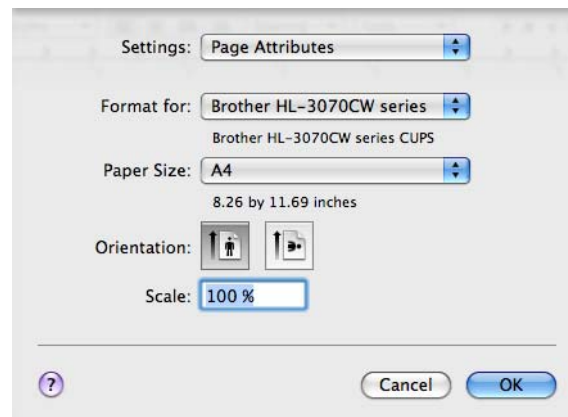 Settings: Page Attributes
Format for: Brother HL-3070CW series
Brother HL-3070CW series CUPS
Paper Size: A4
8.26 by 11.69 inches
Orientation:
Scale: 100 %
? Cancel OK